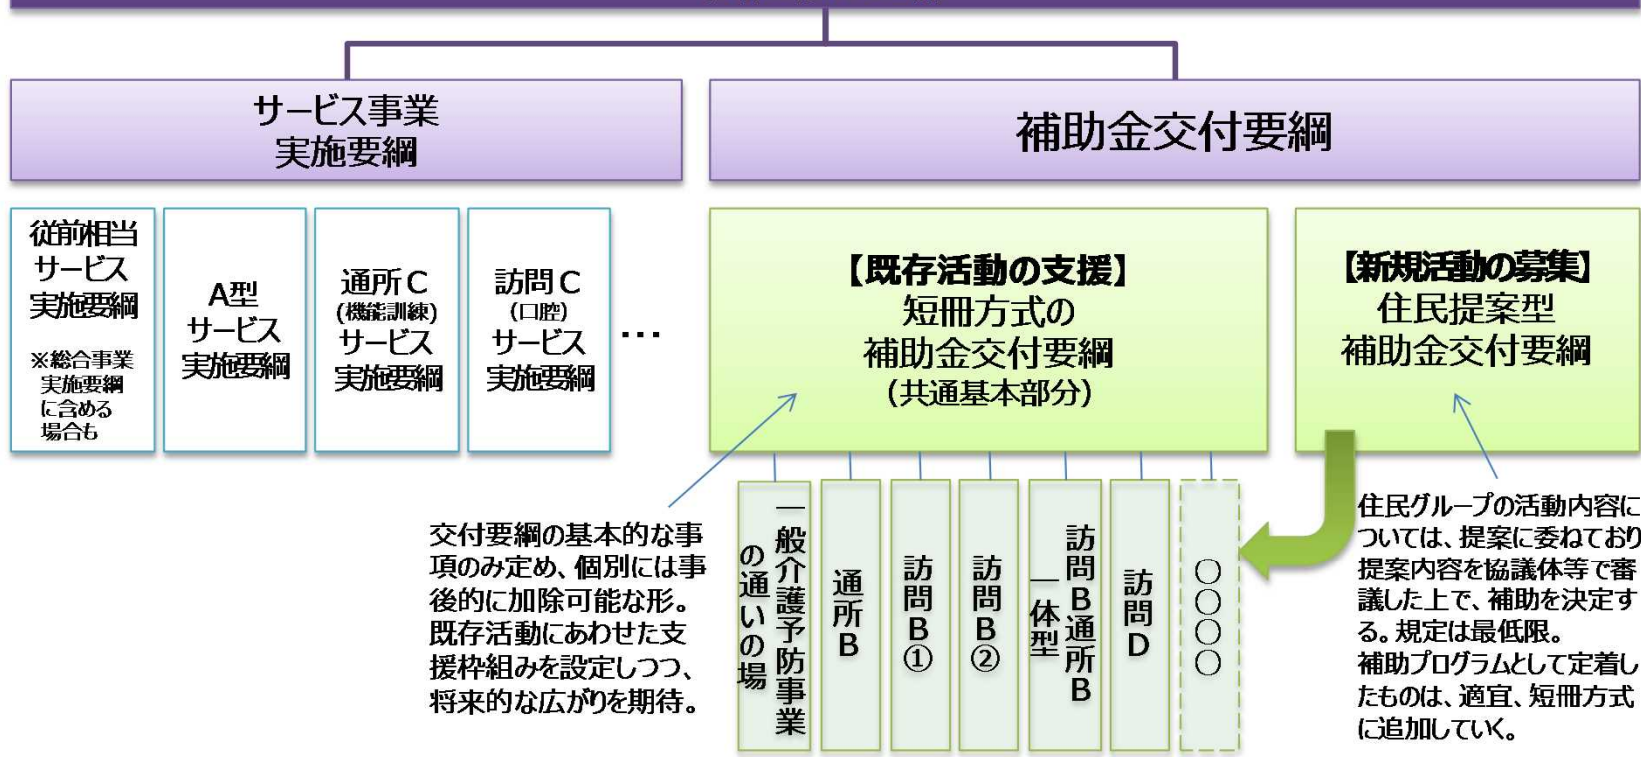 サービス事業
実施要綱
補助金交付要綱
従前相当
サービス
実施要綱
※総合事業
実施要綱
に含める
場合も
A型
サービス
実施要綱
通所C
(機能訓練)
サービス
実施要綱
訪問C
(口腔)
サービス
実施要綱
…
【既存活動の支援】
短冊方式の
補助金交付要綱
(共通基本部分)
【新規活動の募集】
住民提案型
補助金交付要綱
交付要綱の基本的な事
項のみ定め、個別には事
後的に加除可能な形。
既存活動にあわせた支
援枠組みを設定しつつ、
将来的な広がりを期待。
一般介護予防事業
の通いの場
通所B
訪問B①
訪問B②
訪問B通所B
一体型
訪問D
○○○○
住民グループの活動内容に
ついては、提案に委ねており
提案内容を協議体等で審
議した上で、補助を決定す
る。規定は最低限。
補助プログラムとして定着し
たものは、適宜、短冊方式
に追加していく。